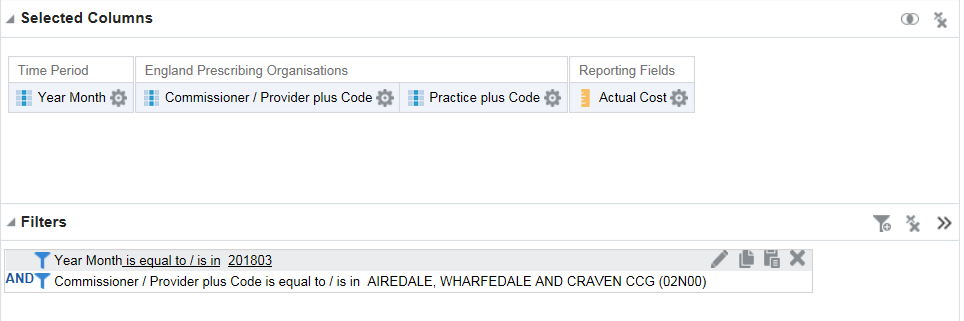 Selected Columns
Time Period England Prescribing Organisations Reporting Fields
Year Month Commissioner / Provider plus Code Practice plus Code Actual Cost
Filters
Year Month is equal to / is in 201803
AND Commissioner / Provider plus Code is equal to / is in AIREDALE, WHARFEDALE AND CRAVEN CCG (02N00)